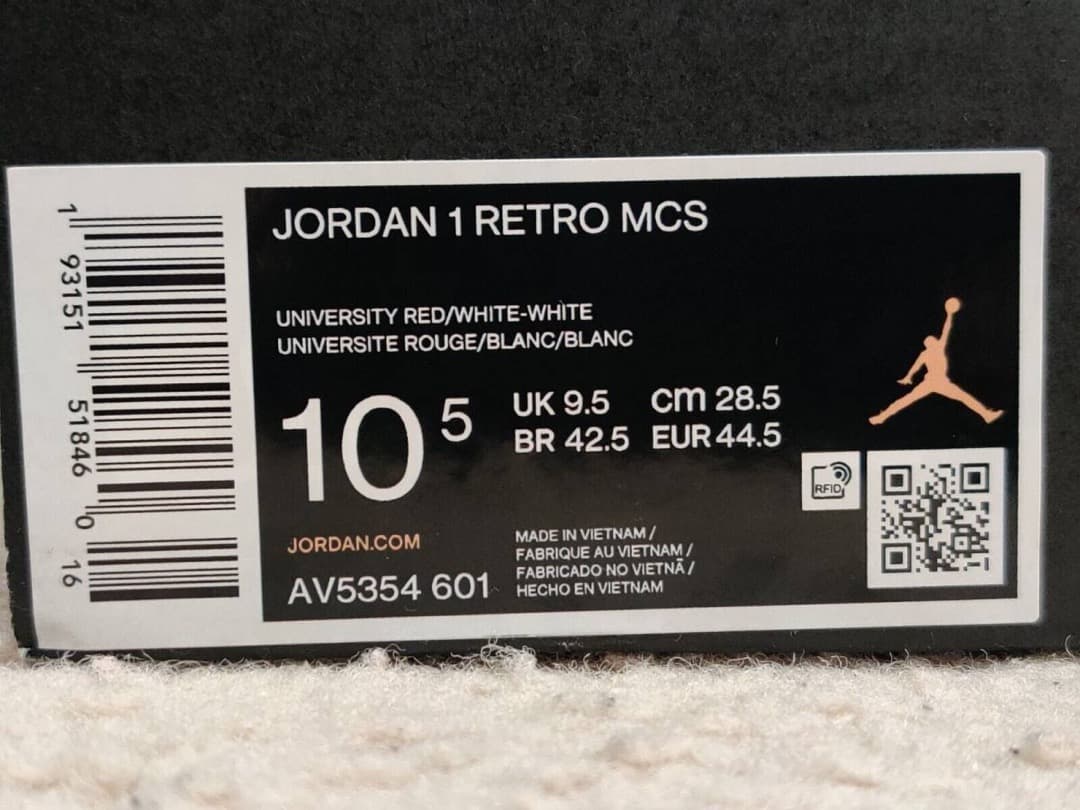 JORDAN 1 RETRO MCS
UNIVERSITY RED/WHITE-WHITE
UNIVERSITE ROUGE/BLANC/BLANC
10 5
UK 9.5 cm 28.5
BR 42.5 EUR 44.5
RFID
JORDAN.COM
AV5354 601
MADE IN VIETNAM /
FABRIQUE AU VIETNAM /
FABRICADO NO VIETNÃ /
HECHO EN VIETNAM
1 93151 51846 0 16